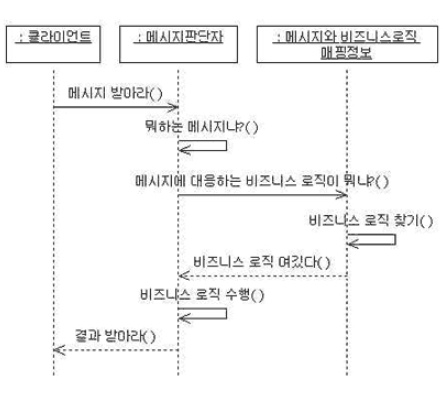 : 클라이언트
: 메시지판단자
: 메시지와 비즈니스로직
매핑정보
메시지 받아라()
뭐하는 메시지냐?()
메시지에 대응하는 비즈니스 로직이 뭐냐?()
비즈니스 로직 찾기()
비즈니스 로직 여깄다()
비즈니스 로직 수행()
결과 받아라()